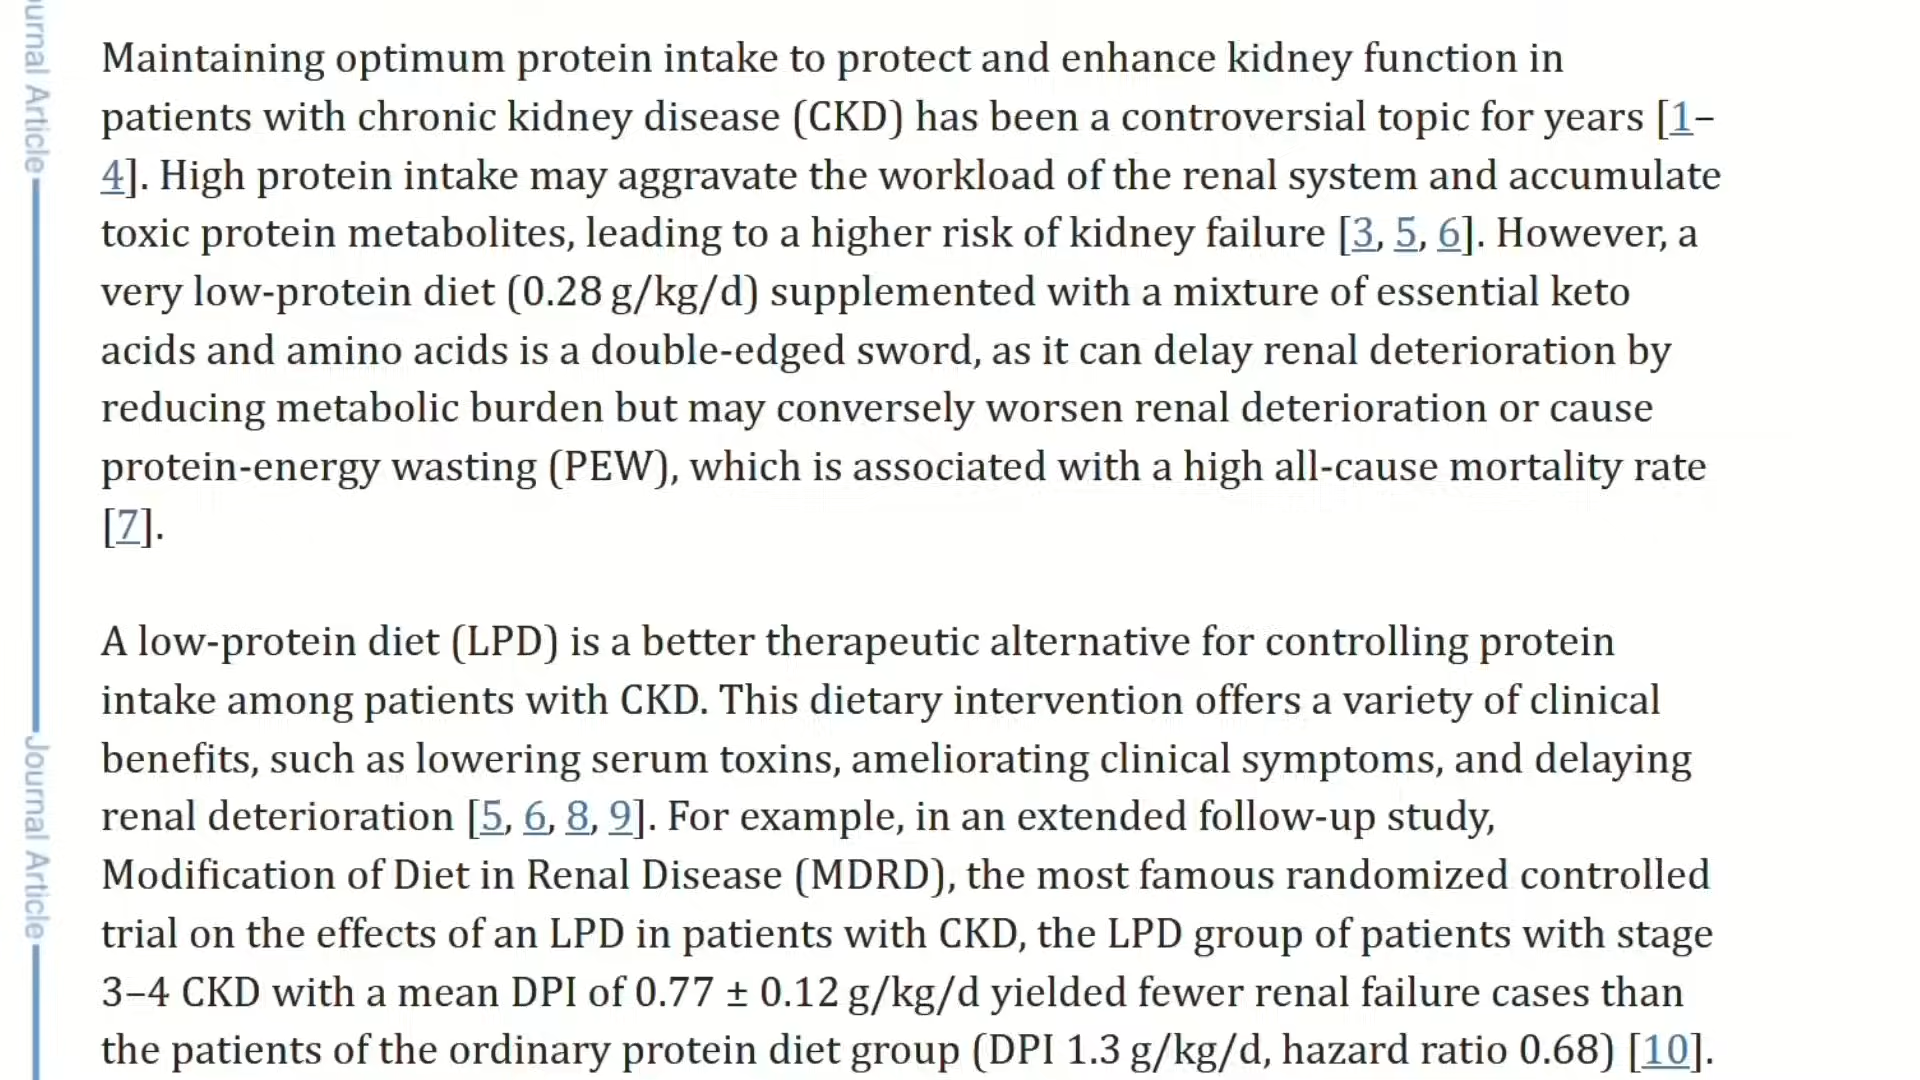 Journal Article
Maintaining optimum protein intake to protect and enhance kidney function in
patients with chronic kidney disease (CKD) has been a controversial topic for years [1–
4]. High protein intake may aggravate the workload of the renal system and accumulate
toxic protein metabolites, leading to a higher risk of kidney failure [3, 5, 6]. However, a
very low-protein diet (0.28 g/kg/d) supplemented with a mixture of essential keto
acids and amino acids is a double-edged sword, as it can delay renal deterioration by
reducing metabolic burden but may conversely worsen renal deterioration or cause
protein-energy wasting (PEW), which is associated with a high all-cause mortality rate
[7].
A low-protein diet (LPD) is a better therapeutic alternative for controlling protein
intake among patients with CKD. This dietary intervention offers a variety of clinical
benefits, such as lowering serum toxins, ameliorating clinical symptoms, and delaying
renal deterioration [5, 6, 8, 9]. For example, in an extended follow-up study,
Modification of Diet in Renal Disease (MDRD), the most famous randomized controlled
trial on the effects of an LPD in patients with CKD, the LPD group of patients with stage
3–4 CKD with a mean DPI of 0.77 ± 0.12 g/kg/d yielded fewer renal failure cases than
the patients of the ordinary protein diet group (DPI 1.3 g/kg/d, hazard ratio 0.68) [10].
Journal Article